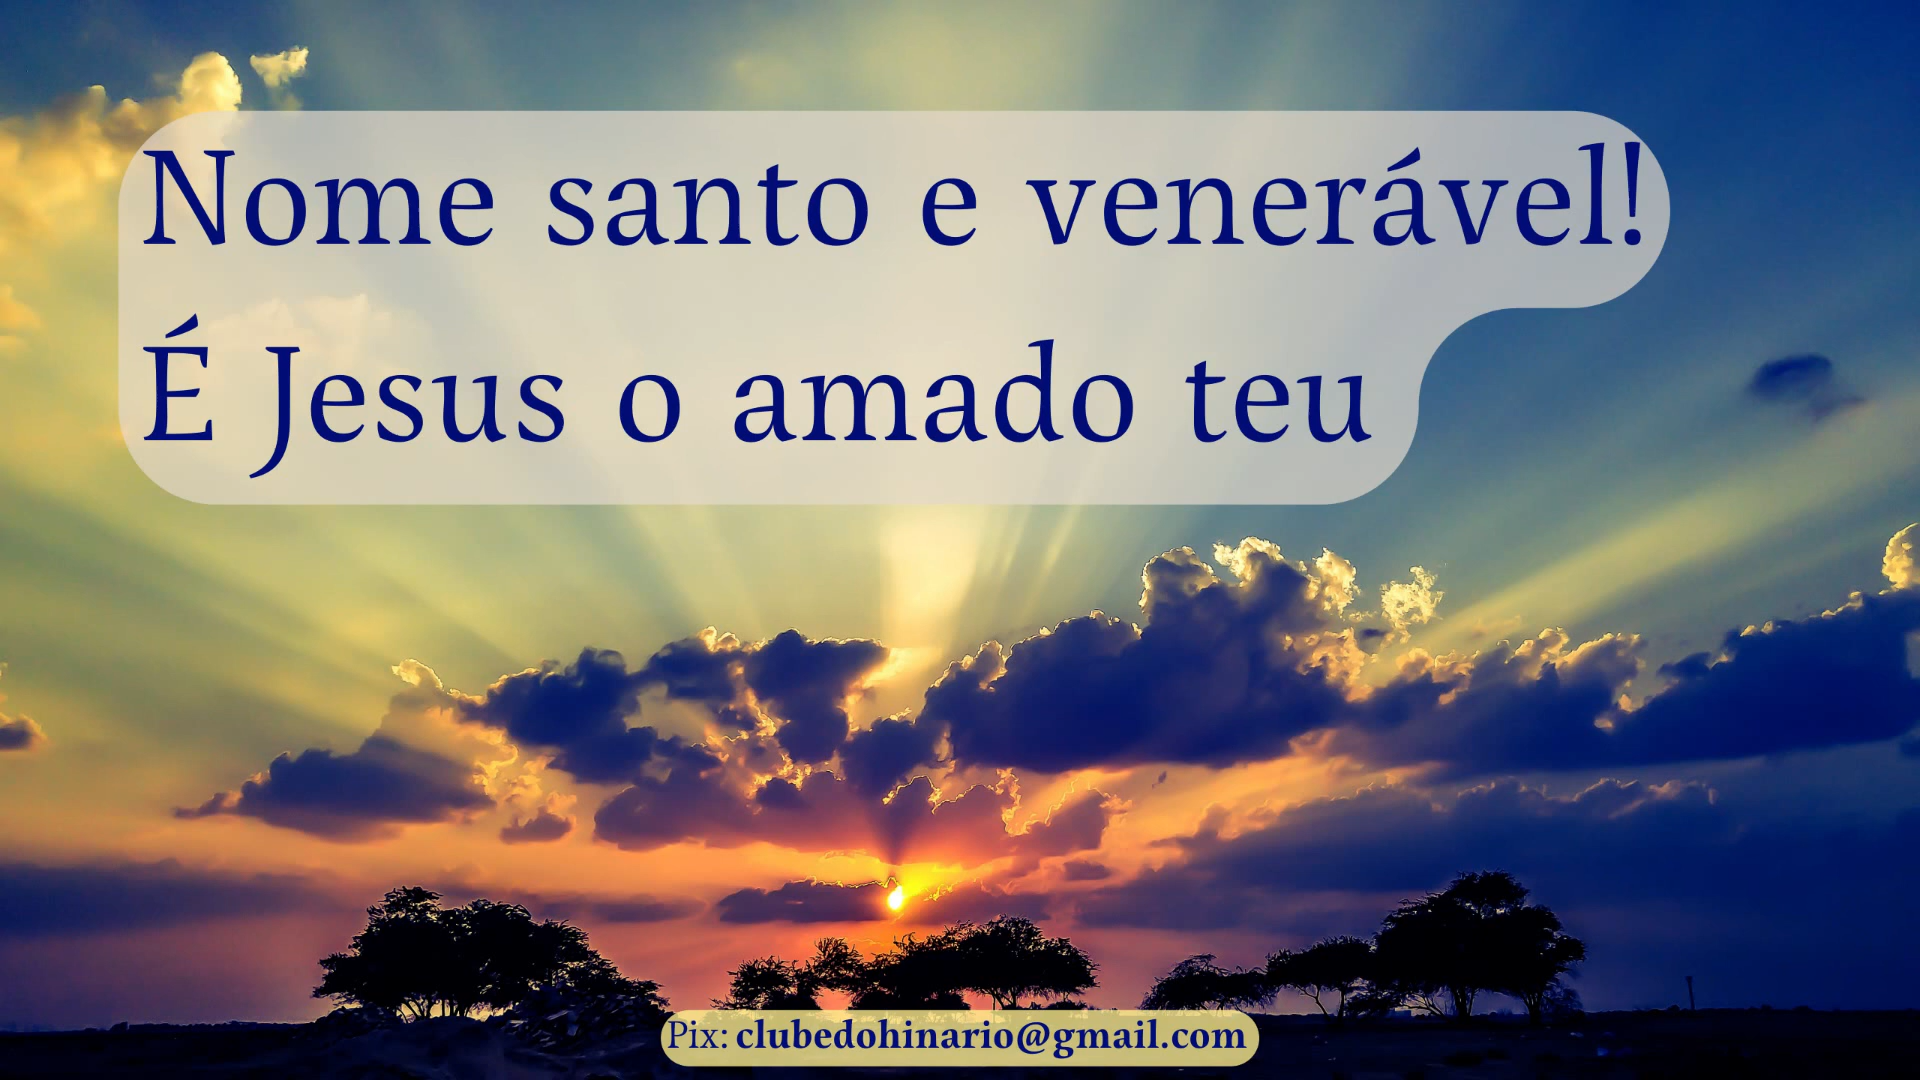 Nome santo e venerável!
É Jesus o amado teu
Pix: clubedohinario@gmail.com